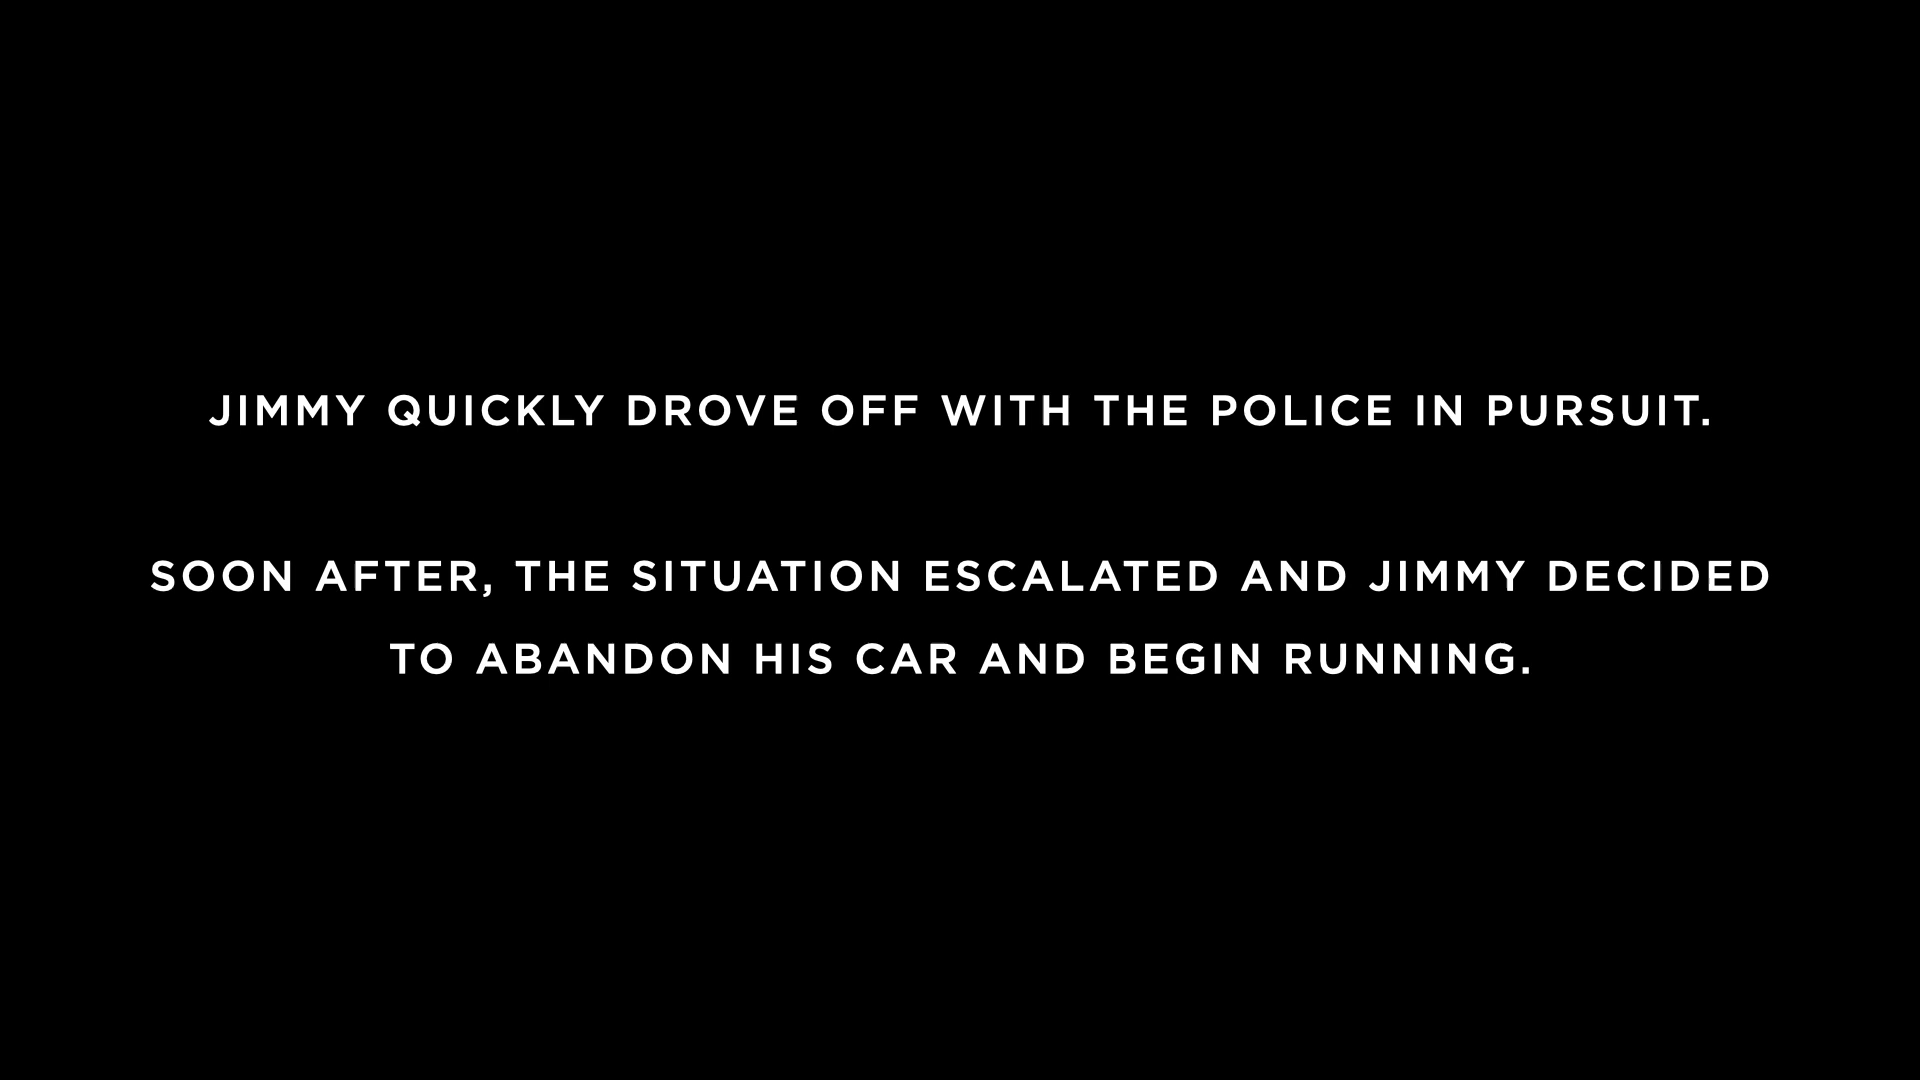 JIMMY QUICKLY DROVE OFF WITH THE POLICE IN PURSUIT.
SOON AFTER, THE SITUATION ESCALATED AND JIMMY DECIDED
TO ABANDON HIS CAR AND BEGIN RUNNING.